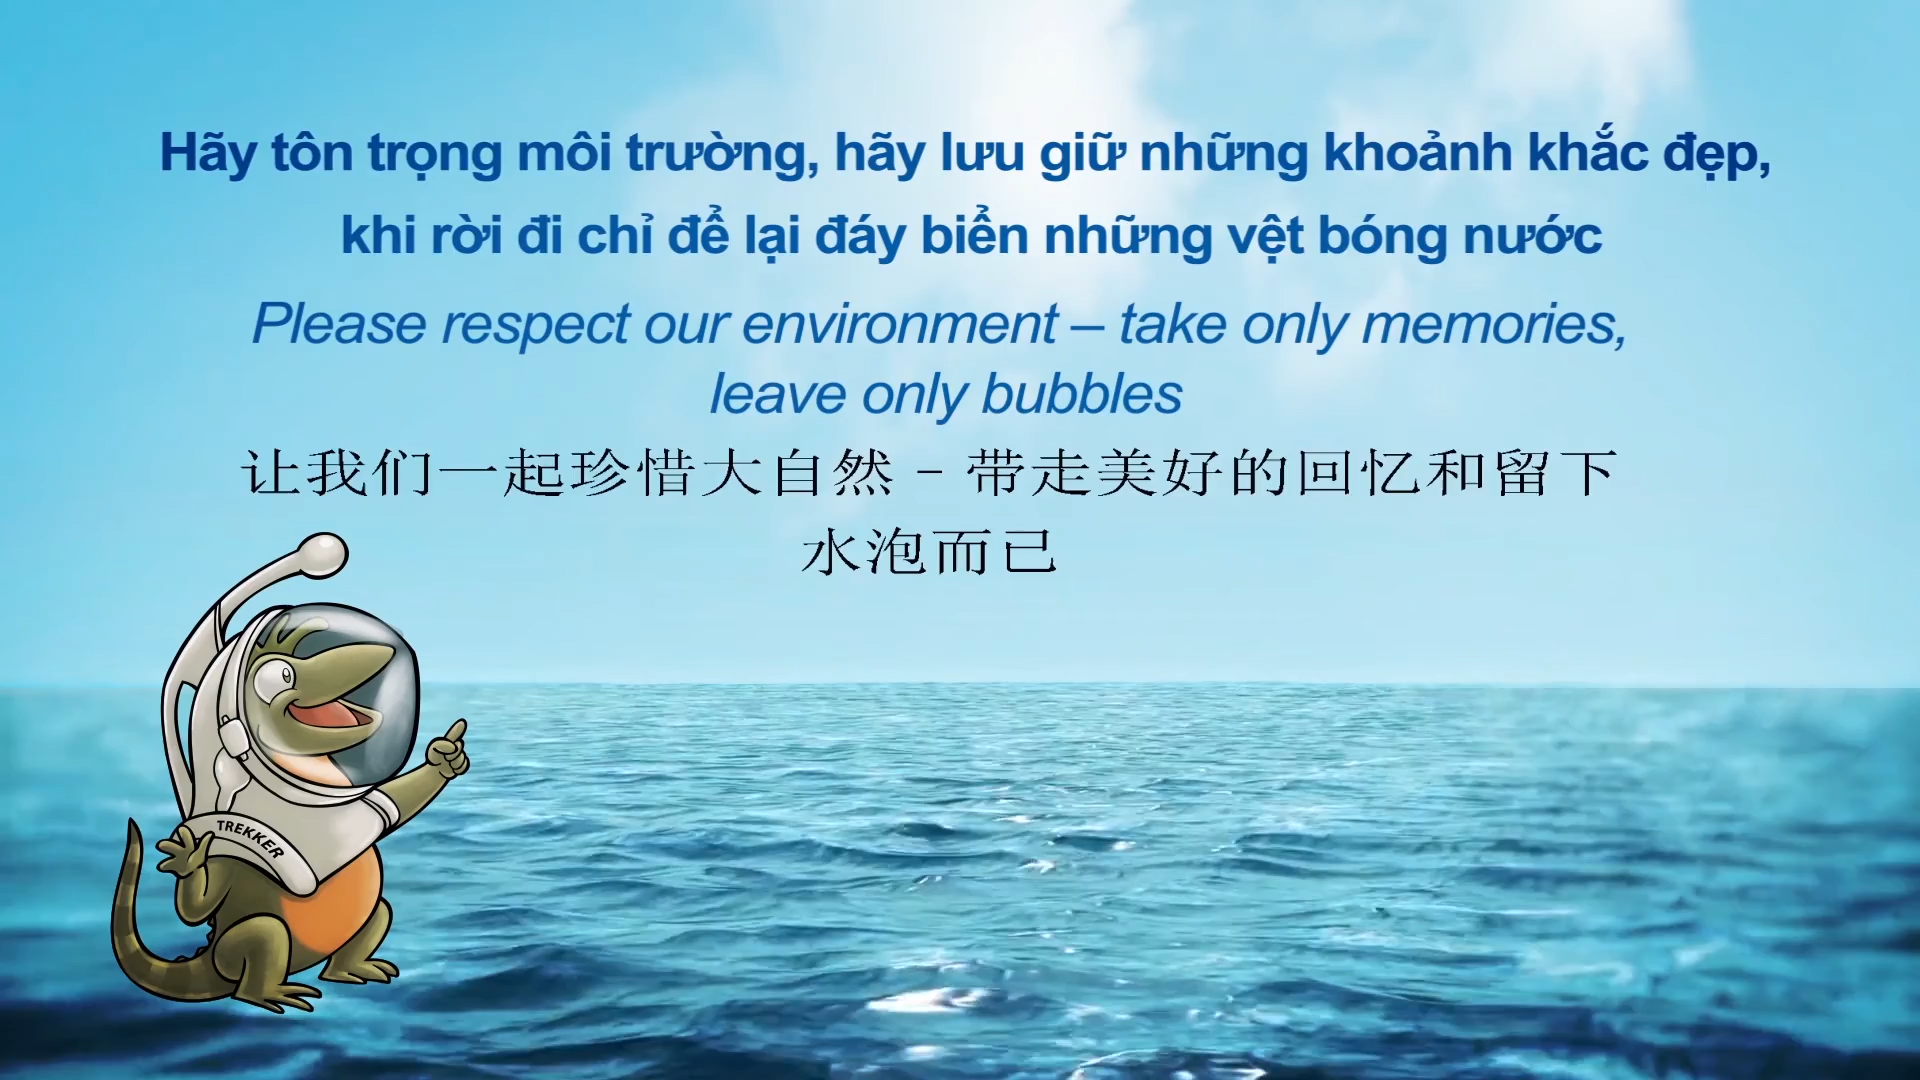 Hãy tôn trọng môi trường, hãy lưu giữ những khoảnh khắc đẹp,
khi rời đi chỉ để lại đáy biển những vệt bóng nước
Please respect our environment – take only memories,
leave only bubbles
让我们一起珍惜大自然 - 带走美好的回忆和留下
水泡而已
TREKKER